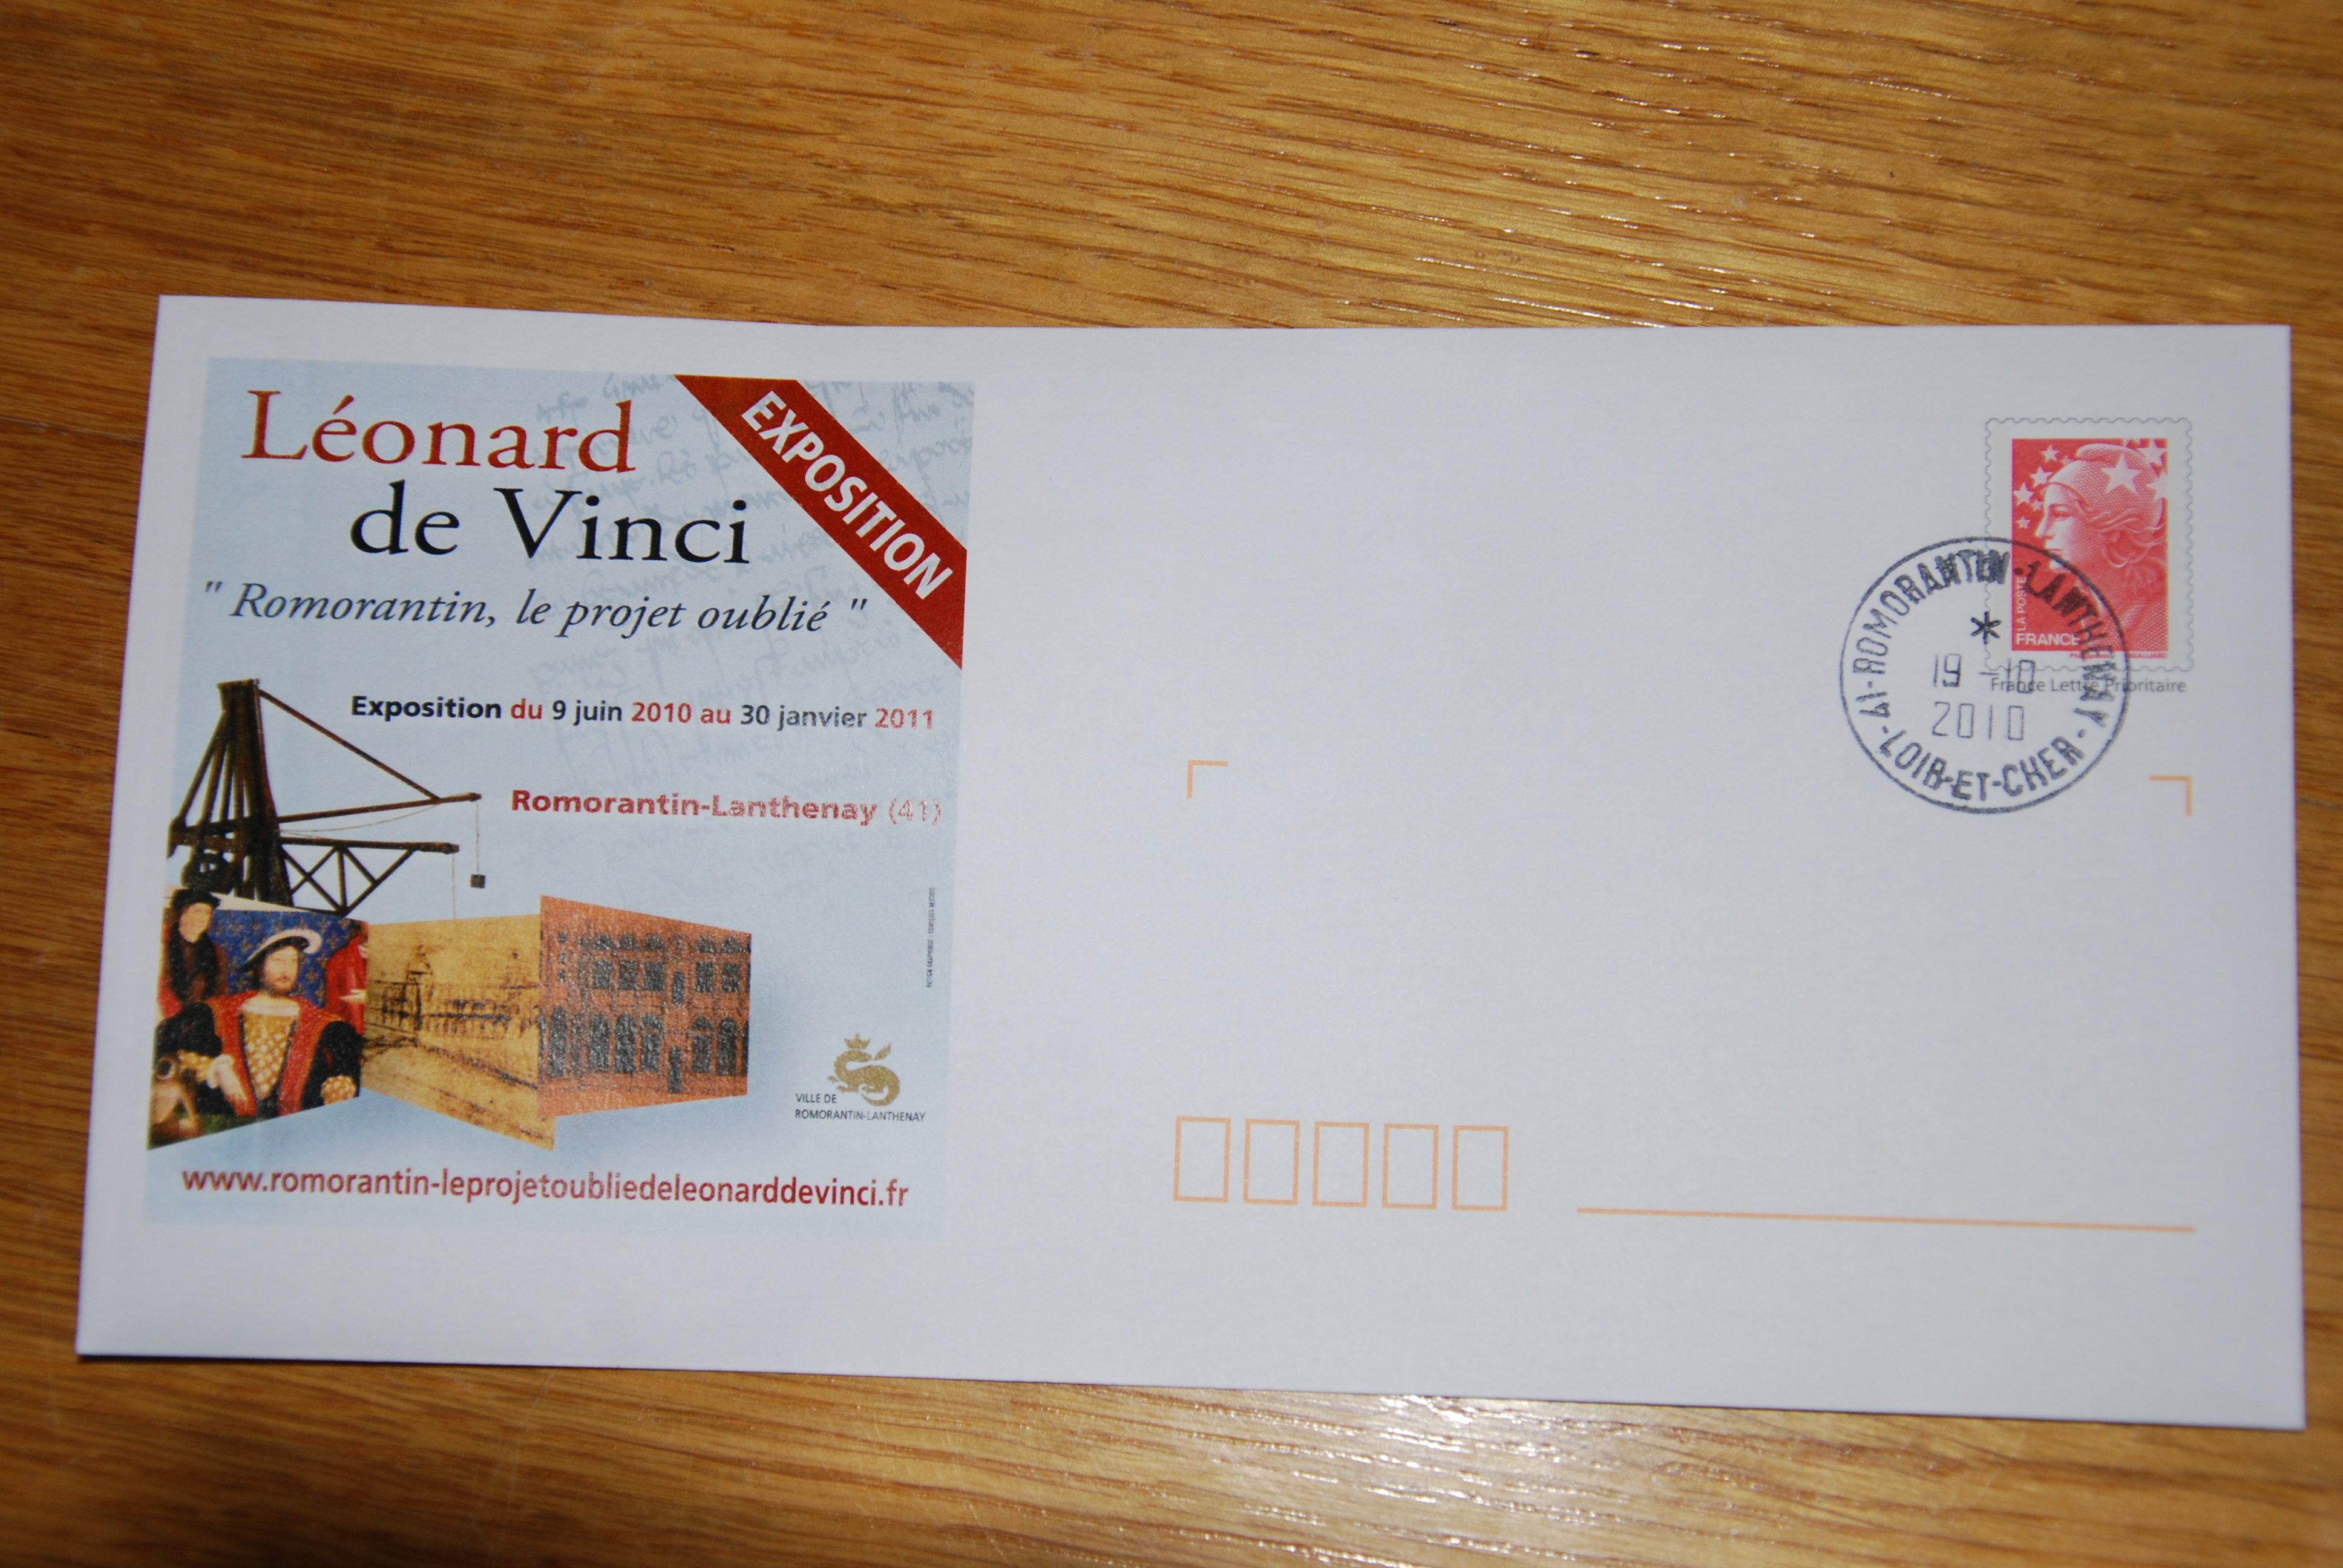 Léonard
de Vinci
EXPOSITION
" Romorantin, le projet oublié "
Exposition du 9 juin 2010 au 30 janvier 2011
Romorantin-Lanthenay (41)
VILLE DE
ROMORANTIN-LANTHENAY
www.romorantin-leprojetoubliedeleonarddevinci.fr
LA POSTE
FRANCE
France Lettre Prioritaire
41-ROMORANTIN-LANTHENAY
*
19-10
2010
LOIR-ET-CHER